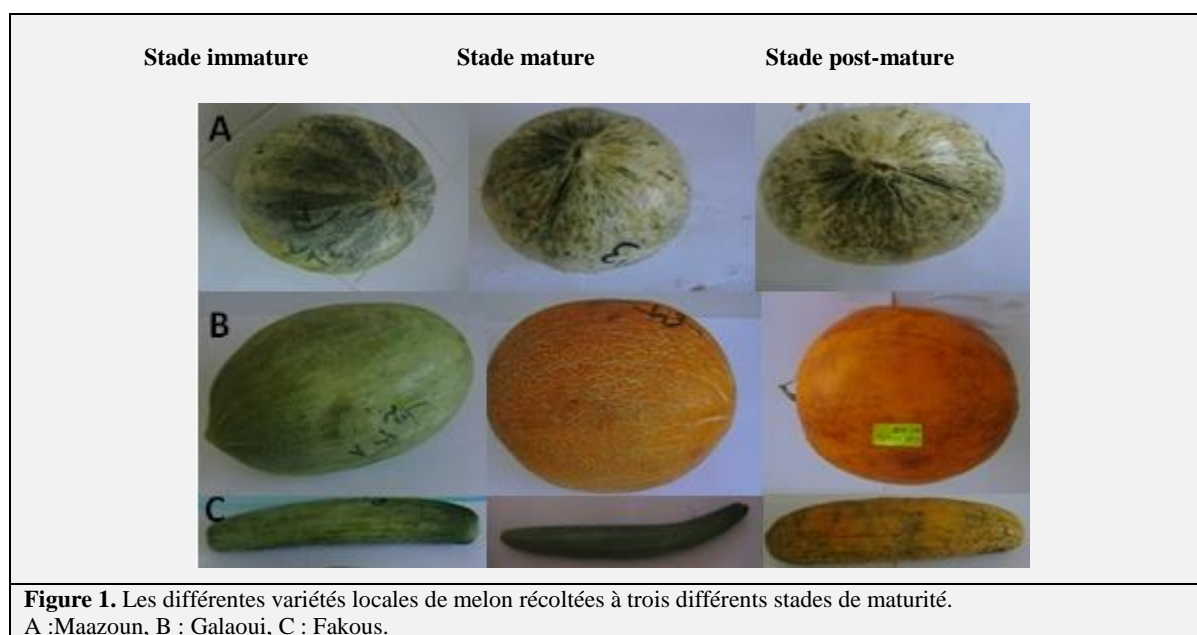 Stade immature Stade mature Stade post-mature
A
B
C
Figure 1. Les différentes variétés locales de melon récoltées à trois différents stades de maturité.
A :Maazoun, B : Galaoui, C : Fakous.